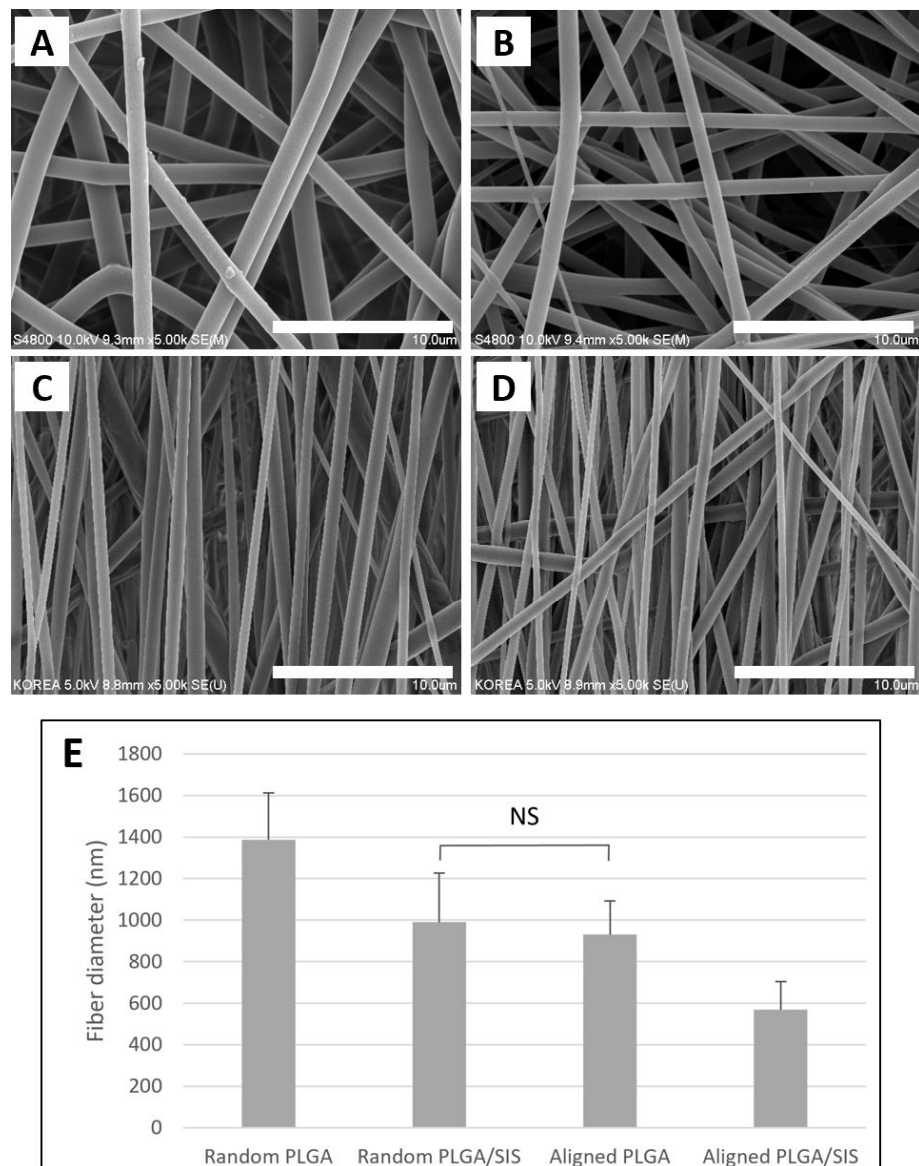 A
S4800 10.0kV 9.3mm x5.00k SE(M)
10.0um
B
S4800 10.0kV 9.4mm x5.00k SE(M)
10.0um
C
KOREA 5.0kV 8.8mm x5.00k SE(U)
10.0um
D
KOREA 5.0kV 8.9mm x5.00k SE(U)
10.0um
E
Fiber diameter (nm)
1800
1600
1400
1200
1000
800
600
400
200
0
NS
Random PLGA
Random PLGA/SIS
Aligned PLGA
Aligned PLGA/SIS